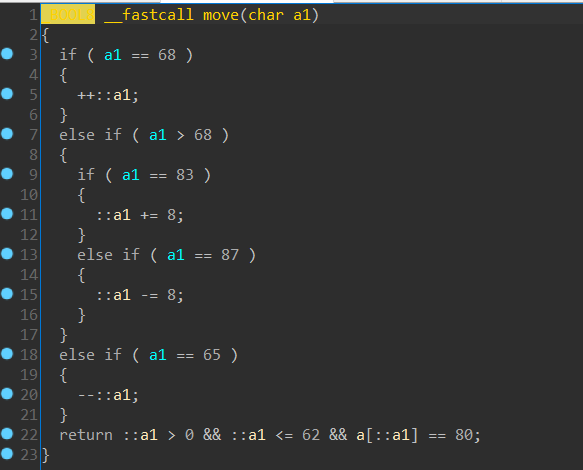 1 __fastcall move(char a1)
2 {
3 if ( a1 == 68 )
4 {
5 ++::a1;
6 }
7 else if ( a1 > 68 )
8 {
9 if ( a1 == 83 )
10 {
11 ::a1 += 8;
12 }
13 else if ( a1 == 87 )
14 {
15 ::a1 -= 8;
16 }
17 }
18 else if ( a1 == 65 )
19 {
20 --::a1;
21 }
22 return ::a1 > 0 && ::a1 <= 62 && a[::a1] == 80;
23 }